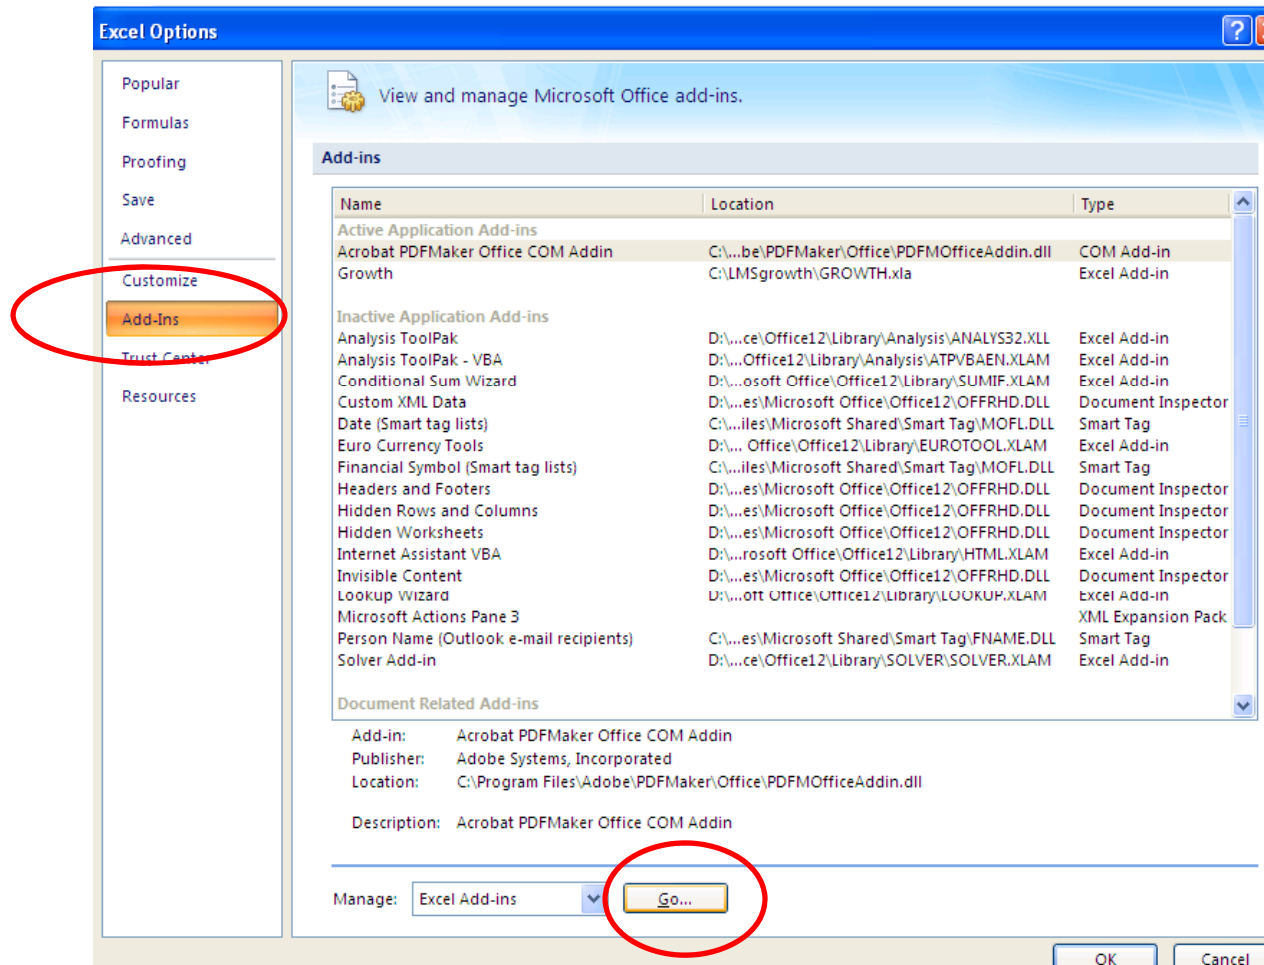 Excel Options
?
Popular
Formulas
Proofing
Save
Advanced
Customize
Add-Ins
Trust Center
Resources
View and manage Microsoft Office add-ins.
Add-ins
Name Location Type
Active Application Add-ins
Acrobat PDFMaker Office COM Addin C:\...be\PDFMaker\Office\PDFMOfficeAddin.dll COM Add-in
Growth C:\LMSgrowth\GROWTH.xla Excel Add-in
Inactive Application Add-ins
Analysis ToolPak D:\...ce\Office12\Library\Analysis\ANALYS32.XLL Excel Add-in
Analysis ToolPak - VBA D:\...Office12\Library\Analysis\ATPVBAEN.XLAM Excel Add-in
Conditional Sum Wizard D:\...osoft Office\Office12\Library\SUMIF.XLAM Excel Add-in
Custom XML Data D:\...es\Microsoft Office\Office12\OFFRHD.DLL Document Inspector
Date (Smart tag lists) C:\...iles\Microsoft Shared\Smart Tag\MOFL.DLL Smart Tag
Euro Currency Tools D:\... Office\Office12\Library\EUROTOOL.XLAM Excel Add-in
Financial Symbol (Smart tag lists) C:\...iles\Microsoft Shared\Smart Tag\MOFL.DLL Smart Tag
Headers and Footers D:\...es\Microsoft Office\Office12\OFFRHD.DLL Document Inspector
Hidden Rows and Columns D:\...es\Microsoft Office\Office12\OFFRHD.DLL Document Inspector
Hidden Worksheets D:\...es\Microsoft Office\Office12\OFFRHD.DLL Document Inspector
Internet Assistant VBA D:\...rosoft Office\Office12\Library\HTML.XLAM Excel Add-in
Invisible Content D:\...es\Microsoft Office\Office12\OFFRHD.DLL Document Inspector
Lookup Wizard D:\...oft Office\Office12\Library\LOOKUP.XLAM Excel Add-in
Microsoft Actions Pane 3 XML Expansion Pack
Person Name (Outlook e-mail recipients) C:\...es\Microsoft Shared\Smart Tag\FNAME.DLL Smart Tag
Solver Add-in D:\...ce\Office12\Library\SOLVER\SOLVER.XLAM Excel Add-in
Document Related Add-ins
Add-in: Acrobat PDFMaker Office COM Addin
Publisher: Adobe Systems, Incorporated
Location: C:\Program Files\Adobe\PDFMaker\Office\PDFMOfficeAddin.dll
Description: Acrobat PDFMaker Office COM Addin
Manage: Excel Add-ins Go...
OK Cancel